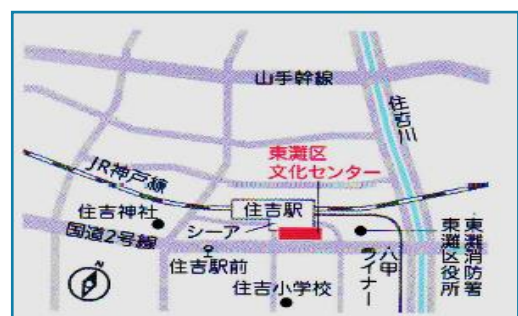 山手幹線
住吉川
東灘区
文化センター
JR神戸線
住吉駅
住吉神社
シーア
国道2号線
住吉駅前
六甲
ライナー
東灘区役所
東灘消防署
住吉小学校
N